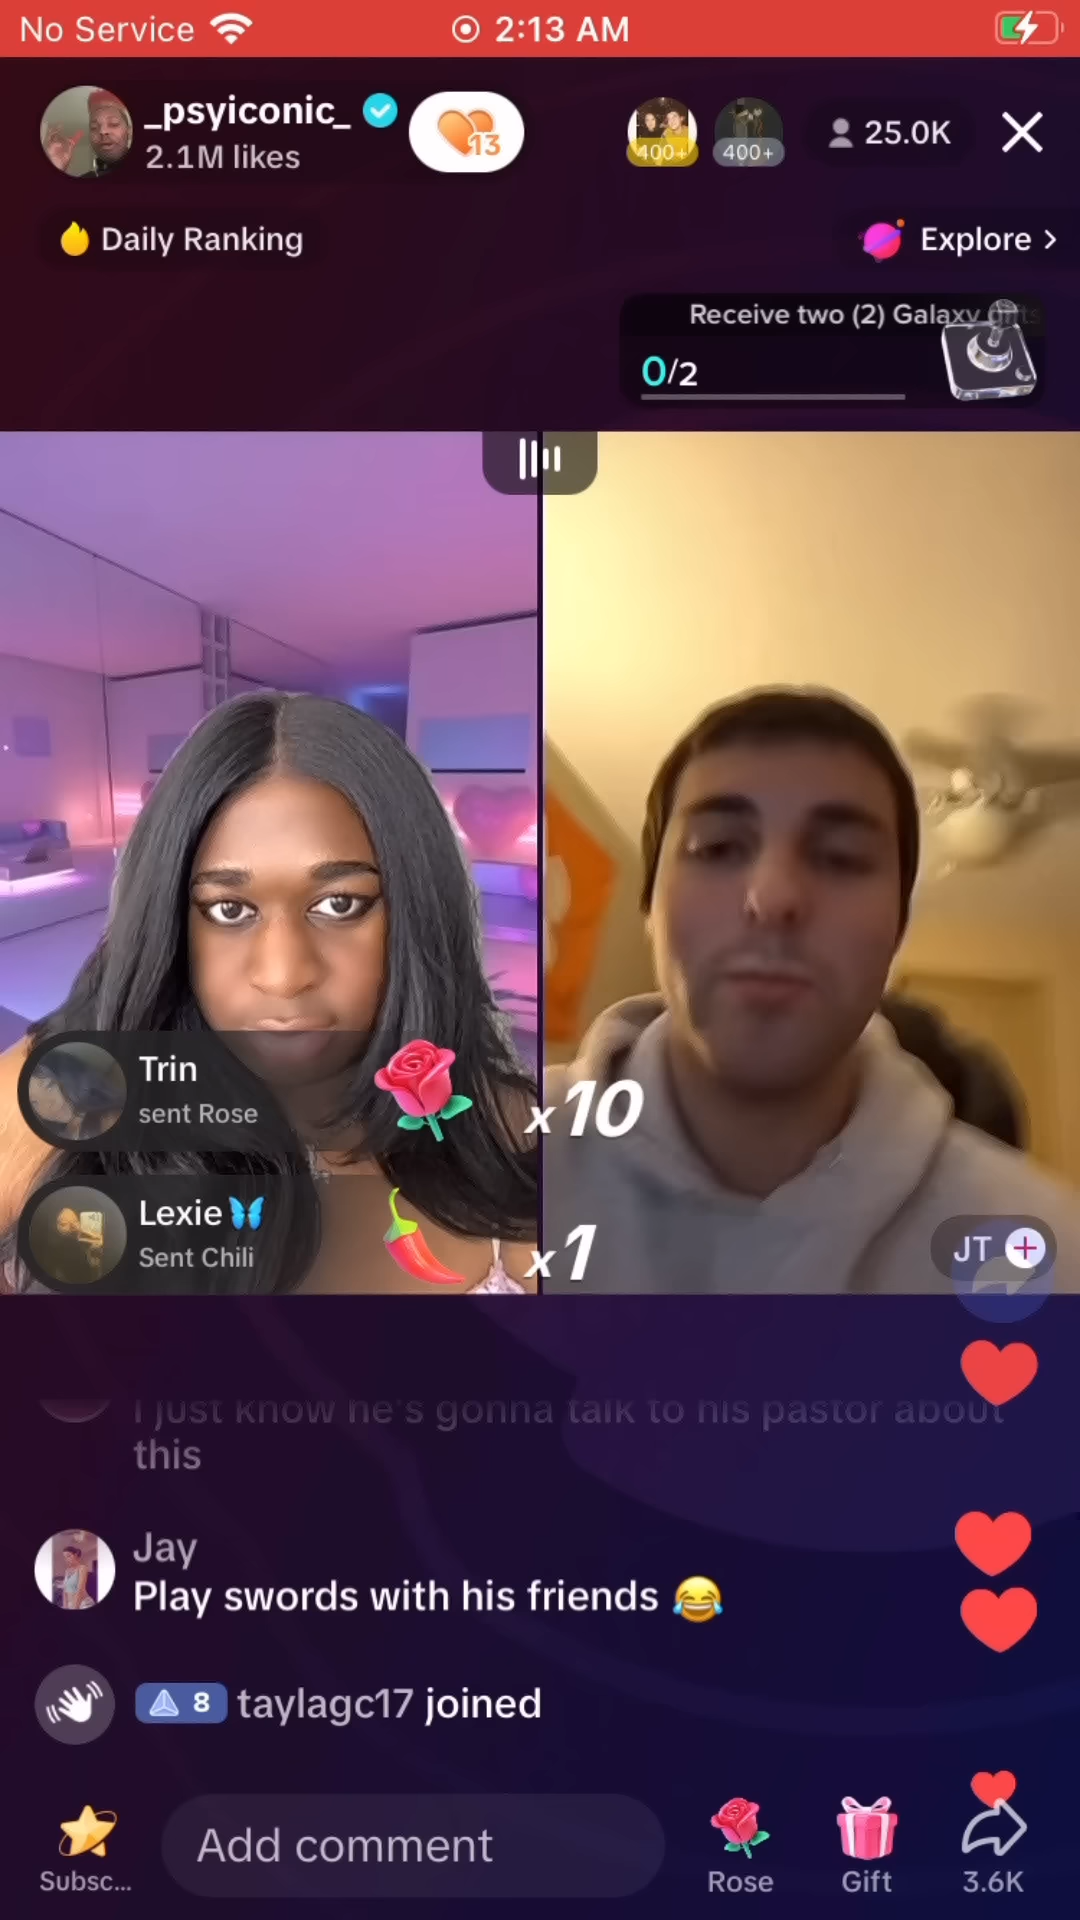 No Service
2:13 AM
_psyiconic_
2.1M likes
13
400+
400+
25.0K
Daily Ranking
Explore >
Receive two (2) Galaxy gifts
0/2
Trin
sent Rose
x10
Lexie🦋
Sent Chili
x1
JT
I just know he's gonna talk to his pastor about
this
Jay
Play swords with his friends 😂
8 taylagc17 joined
Subsc...
Add comment
Rose
Gift
3.6K